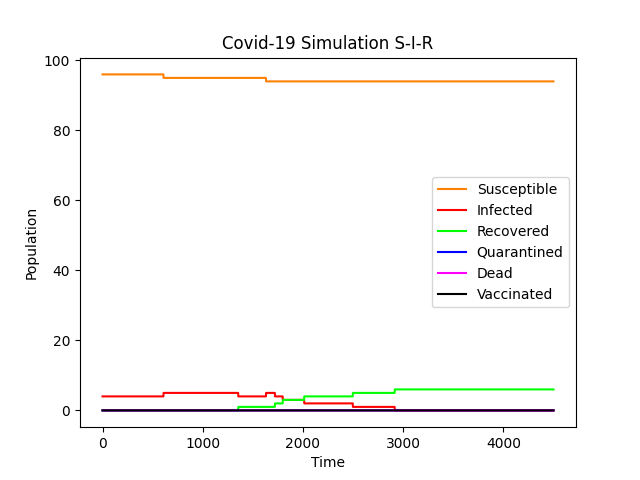 Covid-19 Simulation S-I-R
100
80
60
40
20
0
Population
Susceptible
Infected
Recovered
Quarantined
Dead
Vaccinated
0 1000 2000 3000 4000
Time